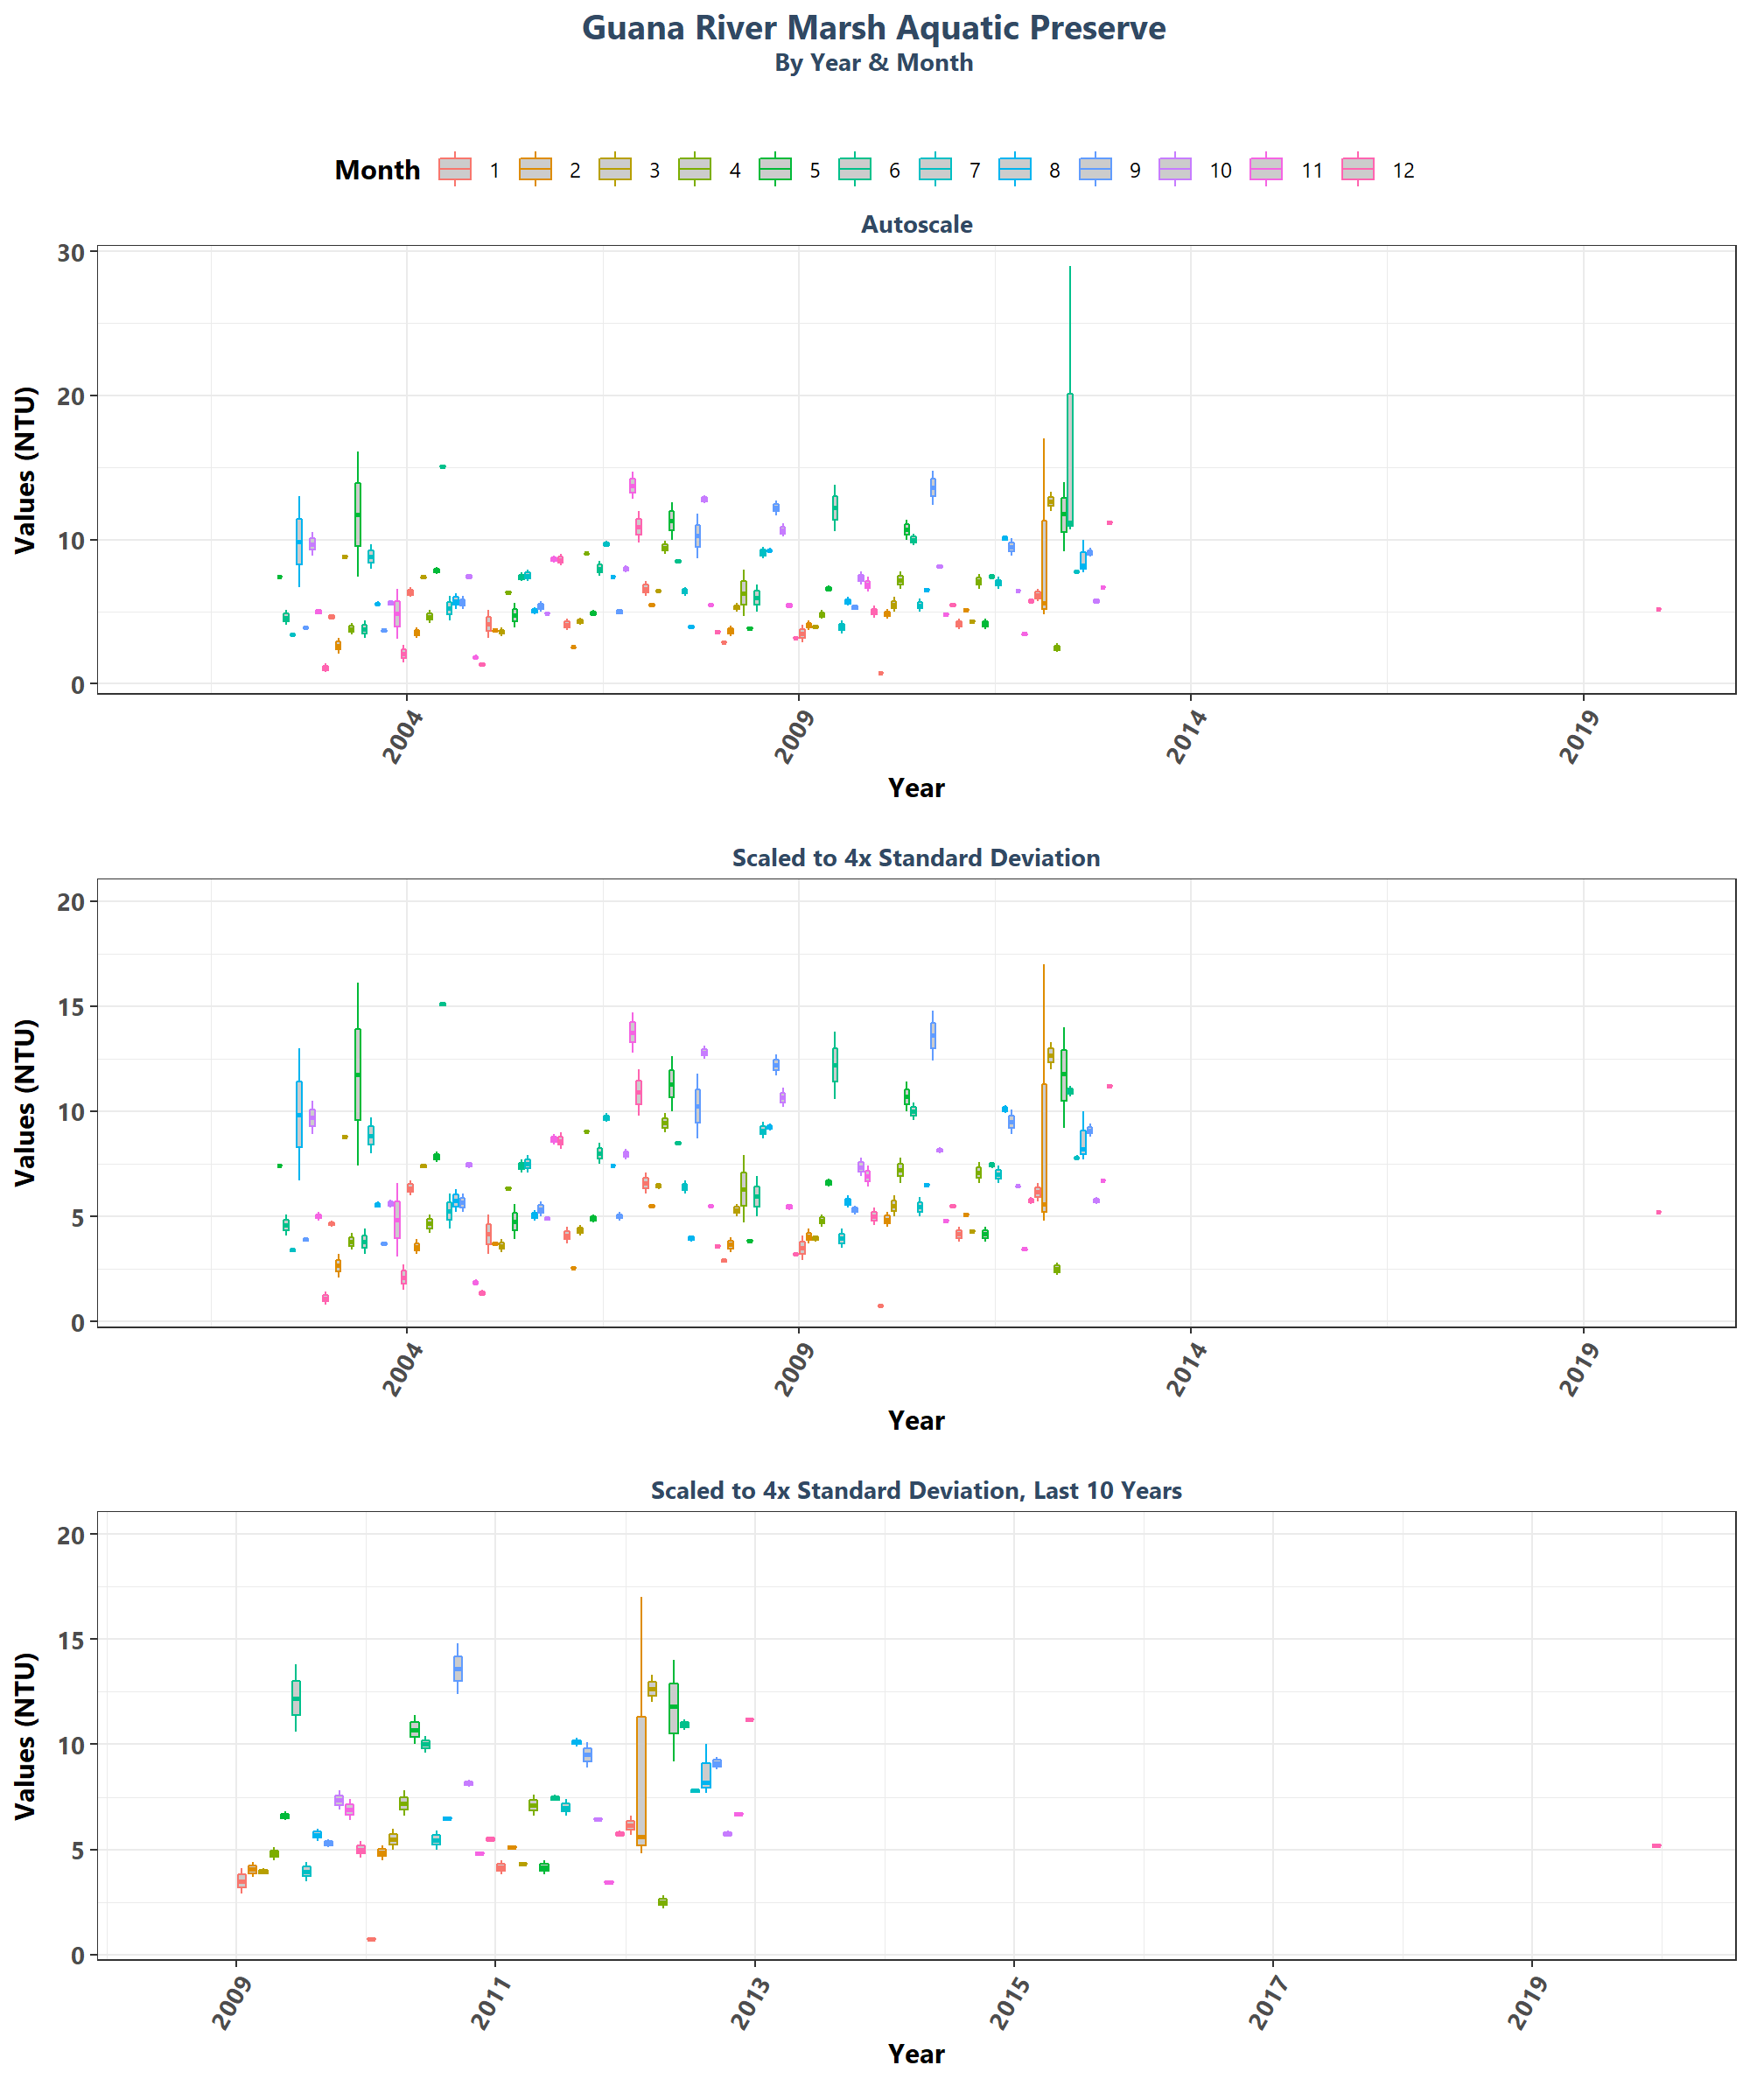 Guana River Marsh Aquatic Preserve
By Year & Month
Month 1 2 3 4 5 6 7 8 9 10 11 12
Autoscale
Values (NTU)
30
20
10
0
2004 2009 2014 2019
Year
Scaled to 4x Standard Deviation
Values (NTU)
20
15
10
5
0
2004 2009 2014 2019
Year
Scaled to 4x Standard Deviation, Last 10 Years
Values (NTU)
20
15
10
5
0
2009 2011 2013 2015 2017 2019
Year